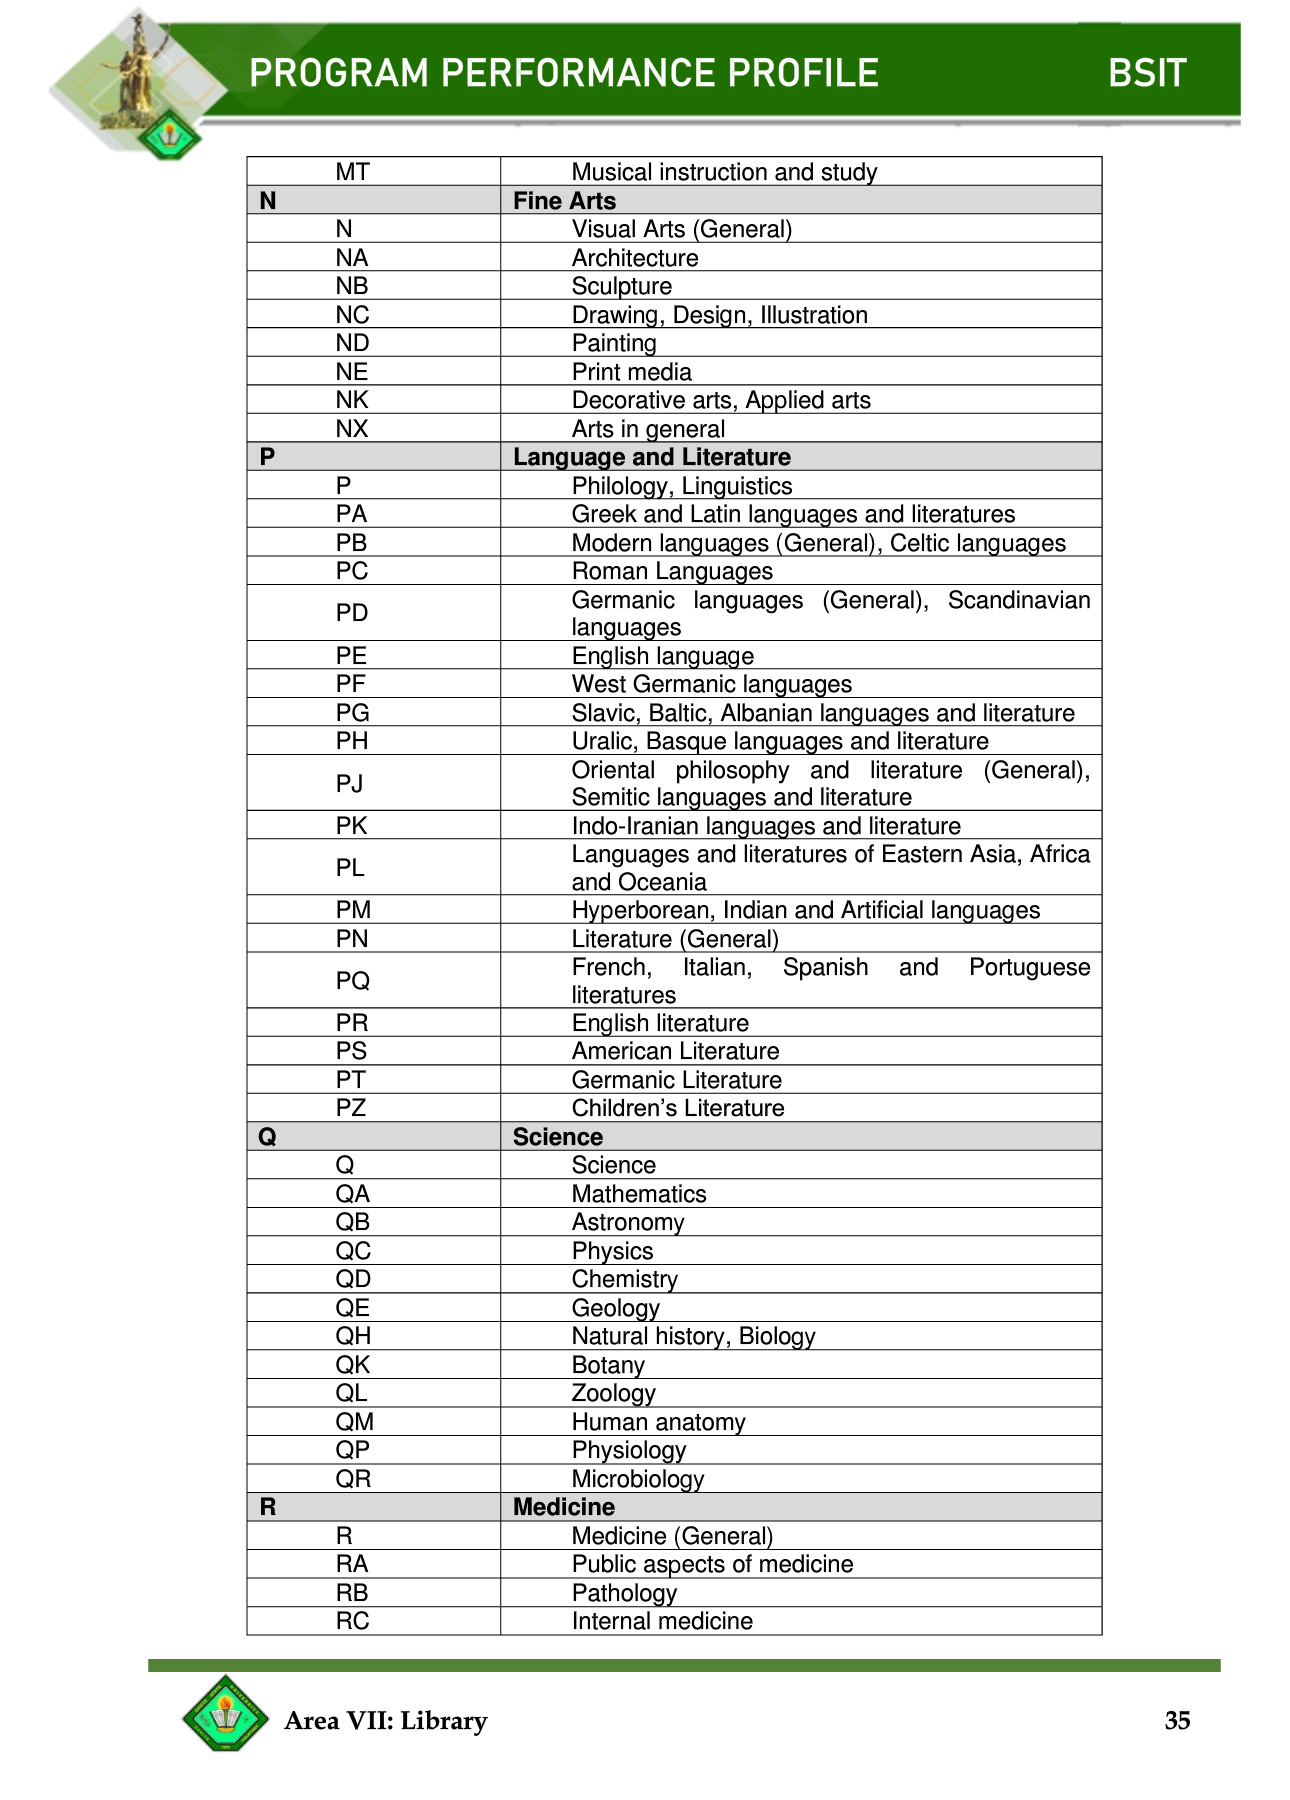 PROGRAM PERFORMANCE PROFILE BSIT
MT Musical instruction and study
N Fine Arts
N Visual Arts (General)
NA Architecture
NB Sculpture
NC Drawing, Design, Illustration
ND Painting
NE Print media
NK Decorative arts, Applied arts
NX Arts in general
P Language and Literature
P Philology, Linguistics
PA Greek and Latin languages and literatures
PB Modern languages (General), Celtic languages
PC Roman Languages
PD Germanic languages (General), Scandinavian
languages
PE English language
PF West Germanic languages
PG Slavic, Baltic, Albanian languages and literature
PH Uralic, Basque languages and literature
PJ Oriental philosophy and literature (General),
Semitic languages and literature
PK Indo-Iranian languages and literature
PL Languages and literatures of Eastern Asia, Africa
and Oceania
PM Hyperborean, Indian and Artificial languages
PN Literature (General)
PQ French, Italian, Spanish and Portuguese
literatures
PR English literature
PS American Literature
PT Germanic Literature
PZ Children’s Literature
Q Science
Q Science
QA Mathematics
QB Astronomy
QC Physics
QD Chemistry
QE Geology
QH Natural history, Biology
QK Botany
QL Zoology
QM Human anatomy
QP Physiology
QR Microbiology
R Medicine
R Medicine (General)
RA Public aspects of medicine
RB Pathology
RC Internal medicine
Area VII: Library 35